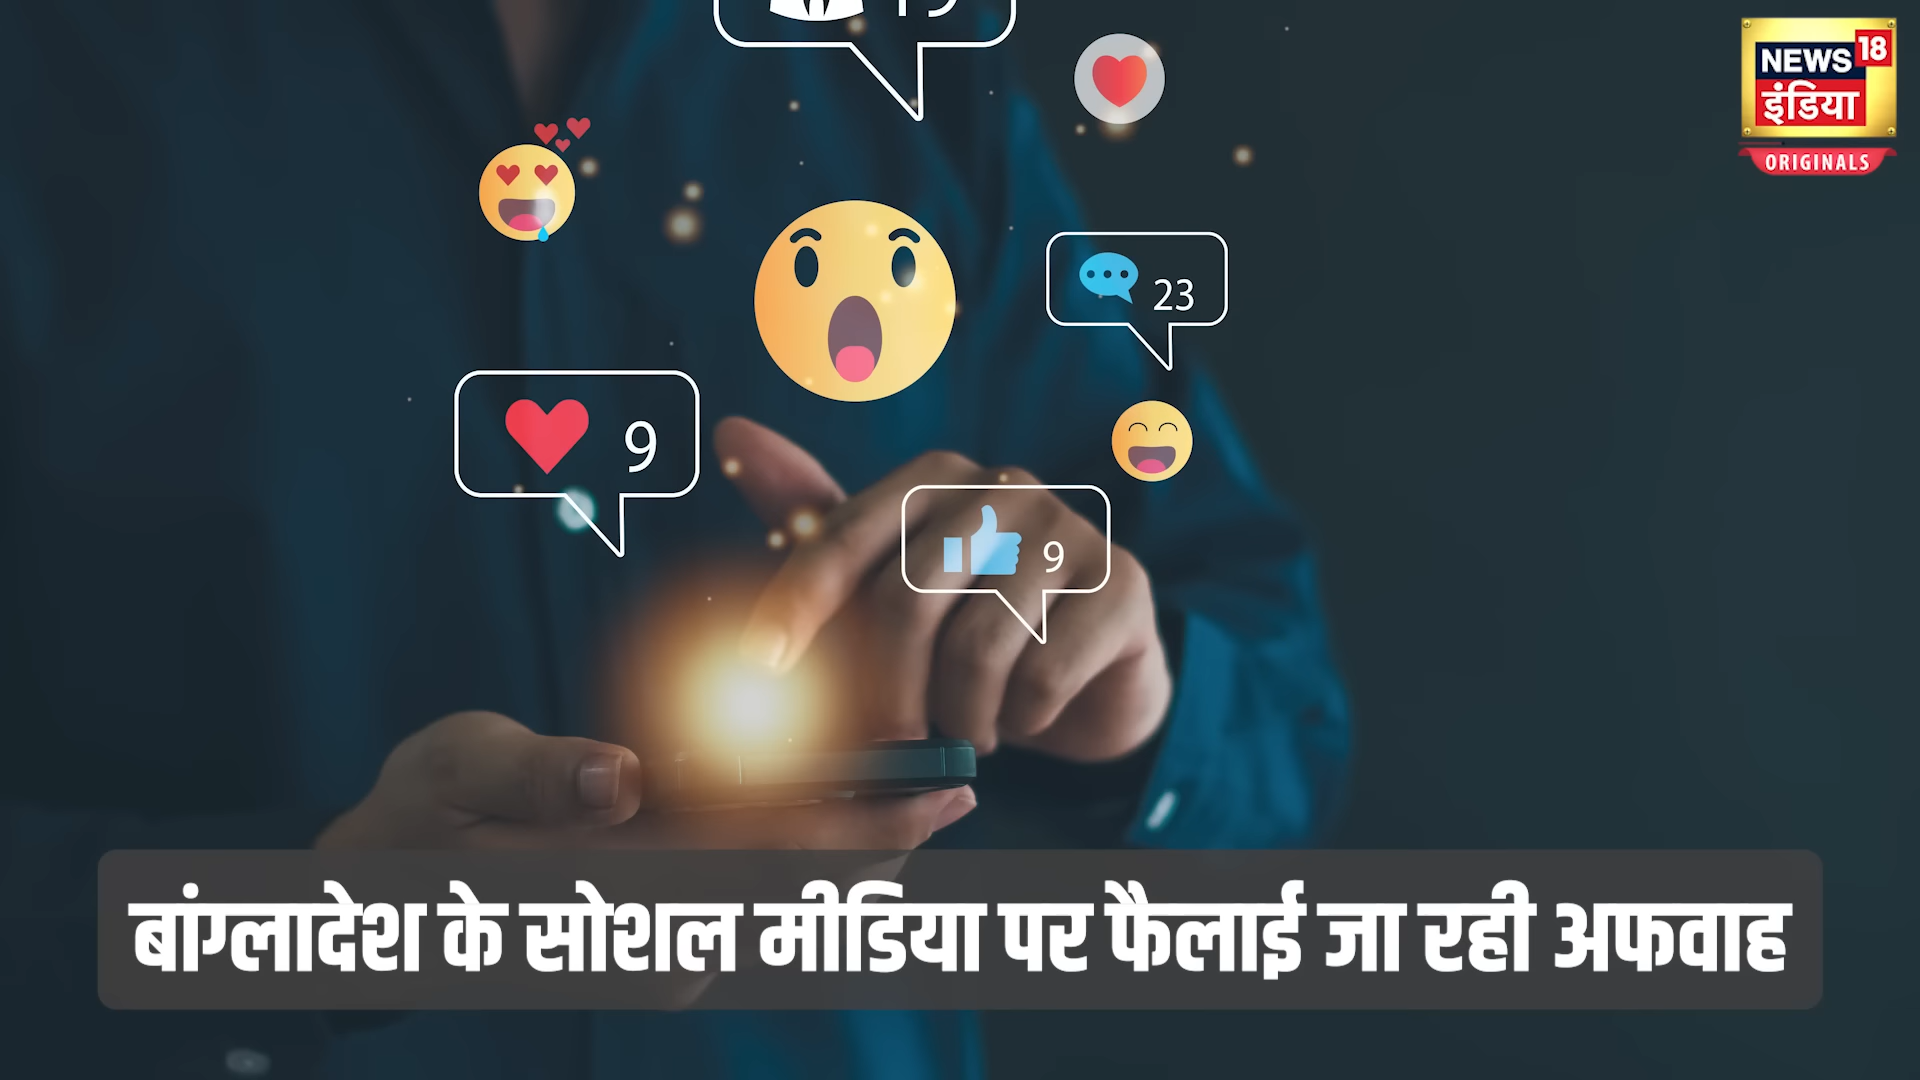 NEWS 18
इंडिया
ORIGINALS
23
9
9
बांग्लादेश के सोशल मीडिया पर फैलाई जा रही अफवाह